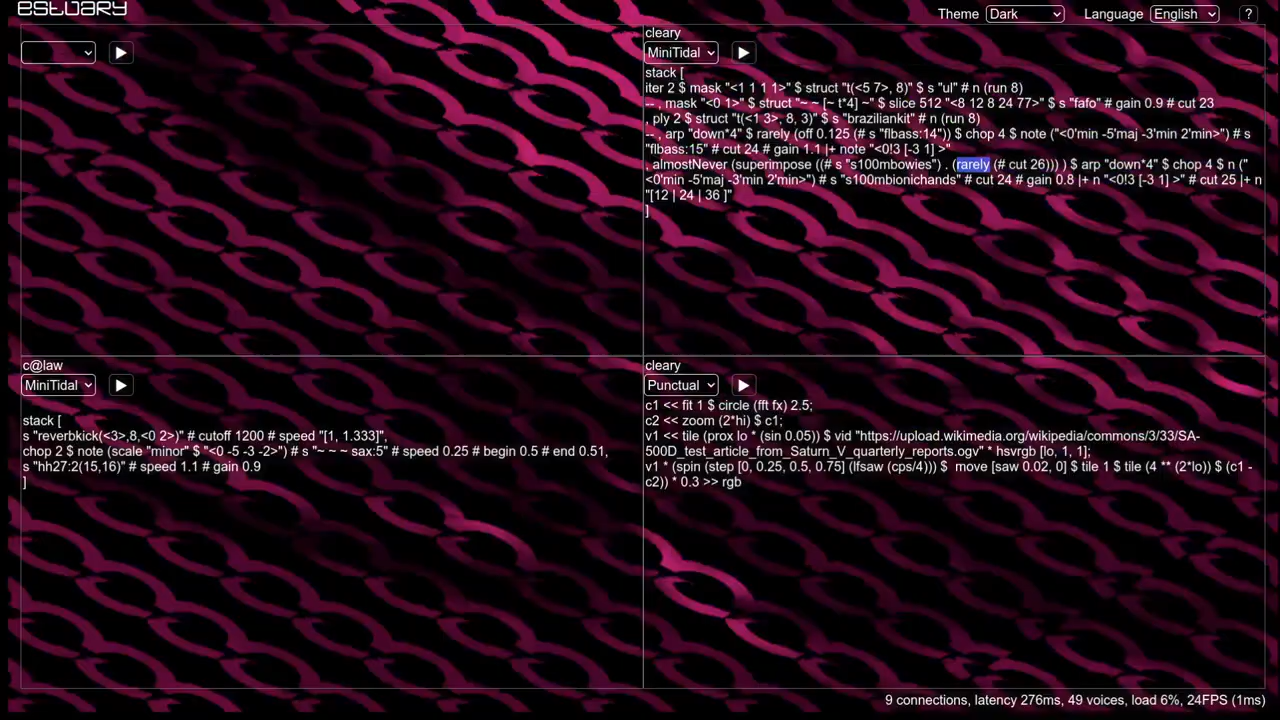 estuary
Theme Dark Language English ?
cleary
MiniTidal
stack [
iter 2 $ mask "<1 1 1 1>" $ struct "t(<5 7>, 8)" $ s "ul" # n (run 8)
-- , mask "<0 1>" $ struct "~ ~ [~ t*4] ~" $ slice 512 "<8 12 8 24 77>" $ s "fafo" # gain 0.9 # cut 23
, ply 2 $ struct "t(<1 3>, 8, 3)" $ s "braziliankit" # n (run 8)
-- , arp "down*4" $ rarely (off 0.125 (# s "flbass:14")) $ chop 4 $ note ("<0'min -5'maj -3'min 2'min>") # s
"flbass:15" # cut 24 # gain 1.1 |+ note "<0!3 [-3 1] >"
, almostNever (superimpose ((# s "s100mbowies") . (rarely (# cut 26))) ) $ arp "down*4" $ chop 4 $ n ("
<0'min -5'maj -3'min 2'min>") # s "s100mbionichands" # cut 24 # gain 0.8 |+ n "<0!3 [-3 1] >" # cut 25 |+ n
"[12 | 24 | 36 ]"
]
c@law
MiniTidal
stack [
s "reverbkick(<3>,8,<0 2>)" # cutoff 1200 # speed "[1, 1.333]",
chop 2 $ note (scale "minor" $ "<0 -5 -3 -2>") # s "~ ~ ~ sax:5" # speed 0.25 # begin 0.5 # end 0.51,
s "hh27:2(15,16)" # speed 1.1 # gain 0.9
]
cleary
Punctual
c1 << fit 1 $ circle (fft fx) 2.5;
c2 << zoom (2*hi) $ c1;
v1 << tile (prox lo * (sin 0.05)) $ vid "https://upload.wikimedia.org/wikipedia/commons/3/33/SA-
500D_test_article_from_Saturn_V_quarterly_reports.ogv" * hsvrgb [lo, 1, 1];
v1 * (spin (step [0, 0.25, 0.5, 0.75] (lfsaw (cps/4))) $  move [saw 0.02, 0] $ tile 1 $ tile (4 ** (2*lo)) $ (c1 -
c2)) * 0.3 >> rgb
9 connections, latency 276ms, 49 voices, load 6%, 24FPS (1ms)